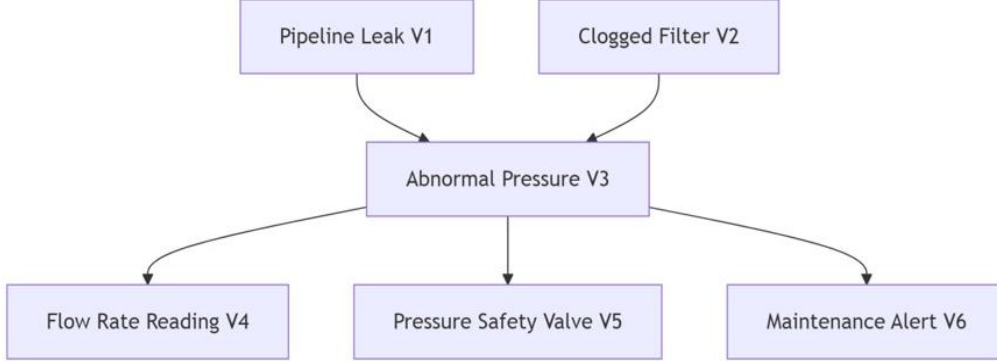 Pipeline Leak V1
Clogged Filter V2
Abnormal Pressure V3
Flow Rate Reading V4
Pressure Safety Valve V5
Maintenance Alert V6